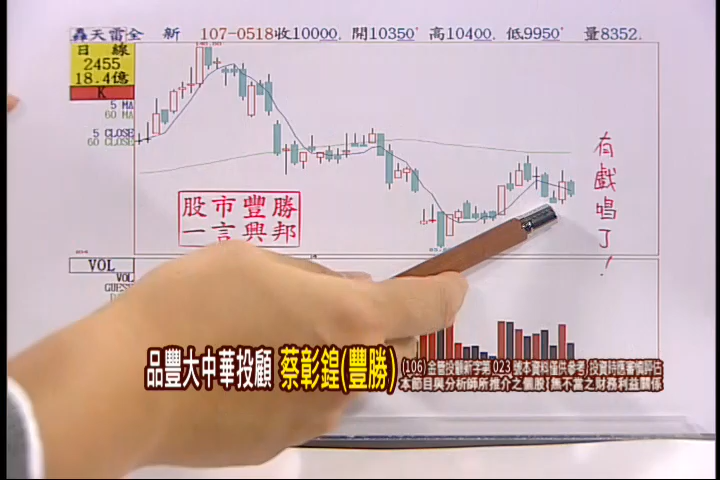 轟天雷全 新 107-0518收10000. 開10350' 高10400. 低9950' 量8352.
日 線
2455
18.4億
K
5 MA
60 MA
5 CLOSE
60 CLOSE
有戲唱了!
股市豐勝
一言興邦
VOL
VOL
品豐大中華投顧 蔡彰鍠(豐勝)
(106)金管投顧新字第 023 號本資料僅供參考,投資時應審慎評估
本節目與分析師所推介之個股,無不當之財務利益關係